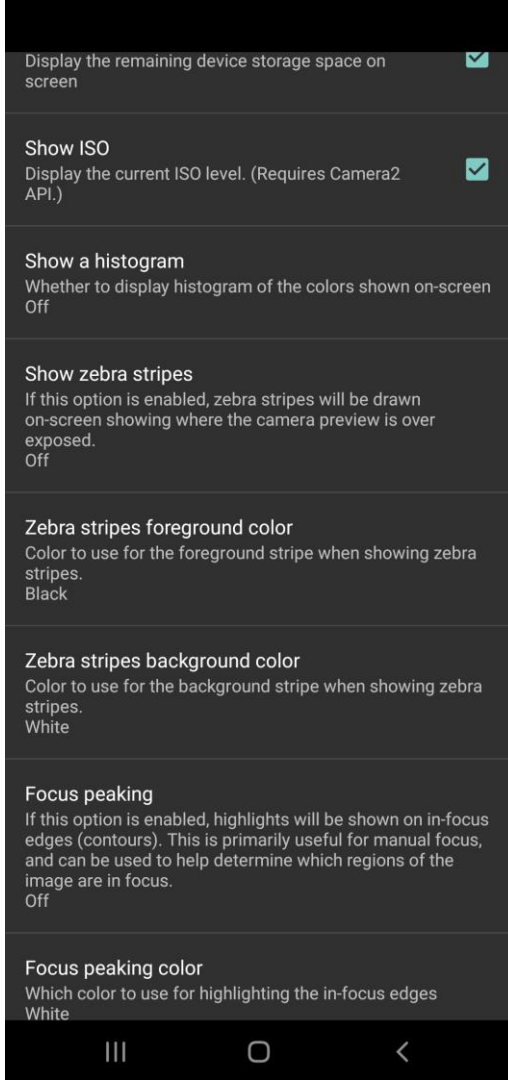 Display the remaining device storage space on
screen
Show ISO
Display the current ISO level. (Requires Camera2
API.)
Show a histogram
Whether to display histogram of the colors shown on-screen
Off
Show zebra stripes
If this option is enabled, zebra stripes will be drawn
on-screen showing where the camera preview is over
exposed.
Off
Zebra stripes foreground color
Color to use for the foreground stripe when showing zebra
stripes.
Black
Zebra stripes background color
Color to use for the background stripe when showing zebra
stripes.
White
Focus peaking
If this option is enabled, highlights will be shown on in-focus
edges (contours). This is primarily useful for manual focus,
and can be used to help determine which regions of the
image are in focus.
Off
Focus peaking color
Which color to use for highlighting the in-focus edges
White